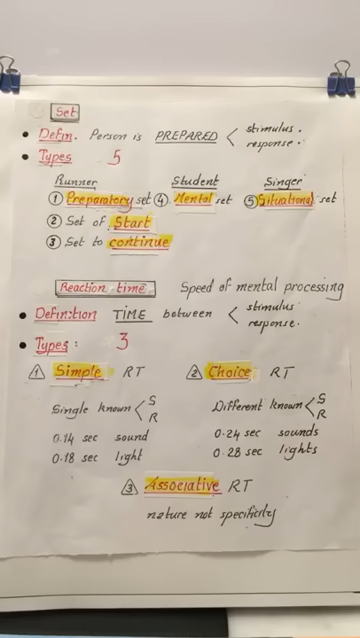 Set
• Defin. Person is PREPARED < stimulus.
response.
• Types 5
Runner Student Singer
① Preparatory set ④ Mental set ⑤ Situational set
② Set of Start
③ Set to continue
Reaction time Speed of mental processing
• Definition TIME between < stimulus
response.
• Types: 3
1 Simple RT 2 Choice RT
Single known < S Different known < S
R R
0.14 sec sound 0.24 sec sounds
0.18 sec light 0.28 sec lights
3 Associative RT
nature not specificity